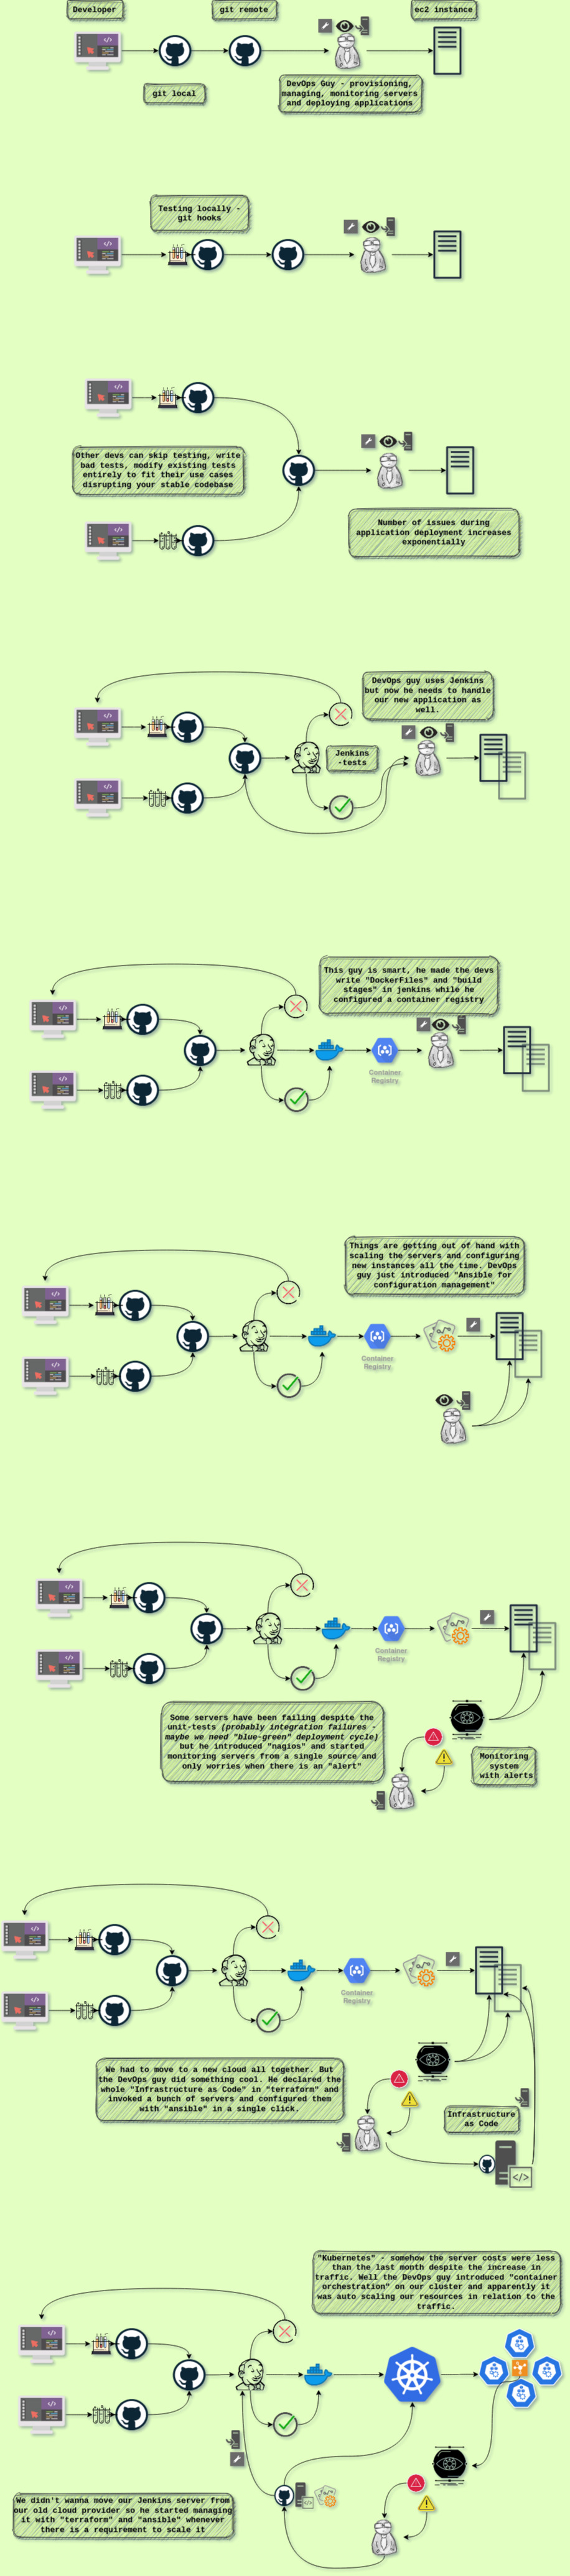 Developer
git remote
ec2 instance
git local
DevOps Guy - provisioning,
managing, monitoring servers
and deploying applications
Testing locally -
git hooks
Other devs can skip testing, write
bad tests, modify existing tests
entirely to fit their use cases
disrupting your stable codebase
Number of issues during
application deployment increases
exponentially
DevOps guy uses Jenkins
but now he needs to handle
our new application as
well.
Jenkins
-tests
This guy is smart, he made the devs
write "DockerFiles" and "build
stages" in jenkins while he
configured a container registry
Container
Registry
Things are getting out of hand with
scaling the servers and configuring
new instances all the time. DevOps
guy just introduced "Ansible for
configuration management"
Container
Registry
Container
Registry
Some servers have been failing despite the
unit-tests (probably integration failures -
maybe we need "blue-green" deployment cycle)
but he introduced "nagios" and started
monitoring servers from a single source and
only worries when there is an "alert"
Monitoring
system
with alerts
Container
Registry
We had to move to a new cloud all together. But
the DevOps guy did something cool. He declared the
whole "Infrastructure as Code" in "terraform" and
invoked a bunch of servers and configured them
with "ansible" in a single click.
Infrastructure
as Code
</>
"Kubernetes" - somehow the server costs were less
than the last month despite the increase in
traffic. Well the DevOps guy introduced "container
orchestration" on our cluster and apparently it
was auto scaling our resources in relation to the
traffic.
We didn't wanna move our Jenkins server from
our old cloud provider so he started managing
it with "terraform" and "ansible" whenever
there is a requirement to scale it